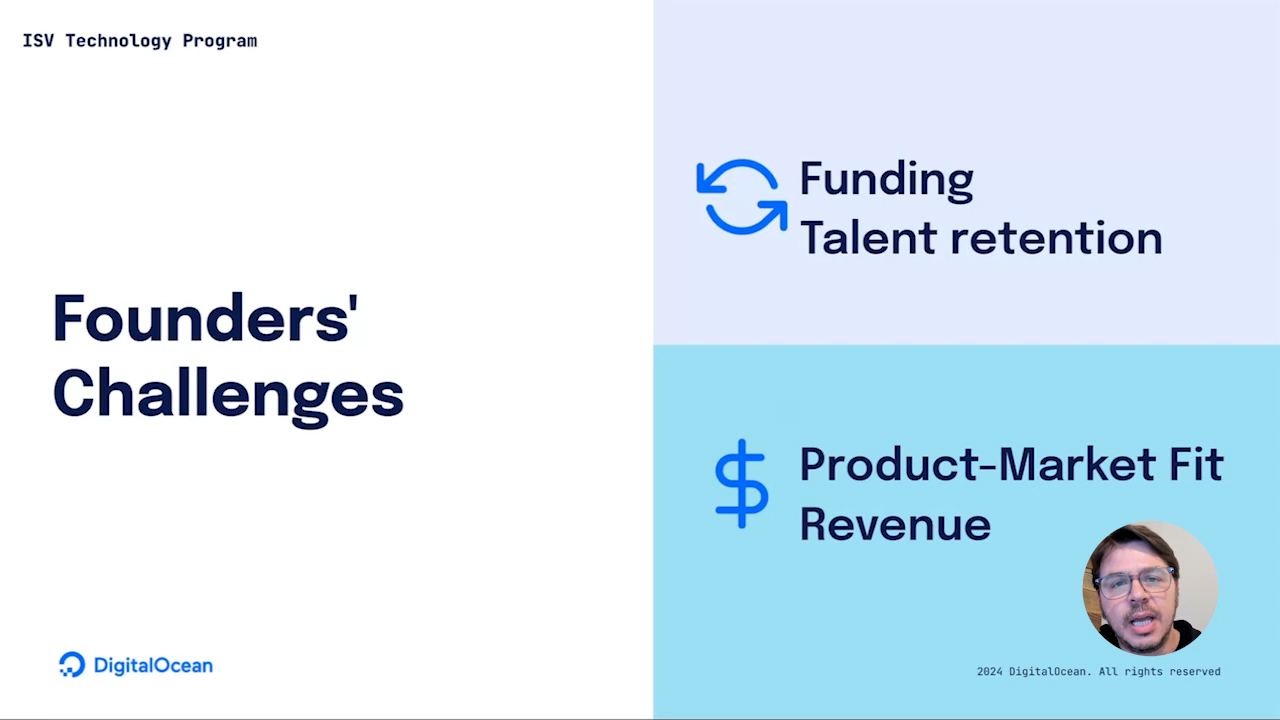 ISV Technology Program
Founders'
Challenges
Funding
Talent retention
Product-Market Fit
Revenue
DigitalOcean
2024 DigitalOcean. All rights reserved